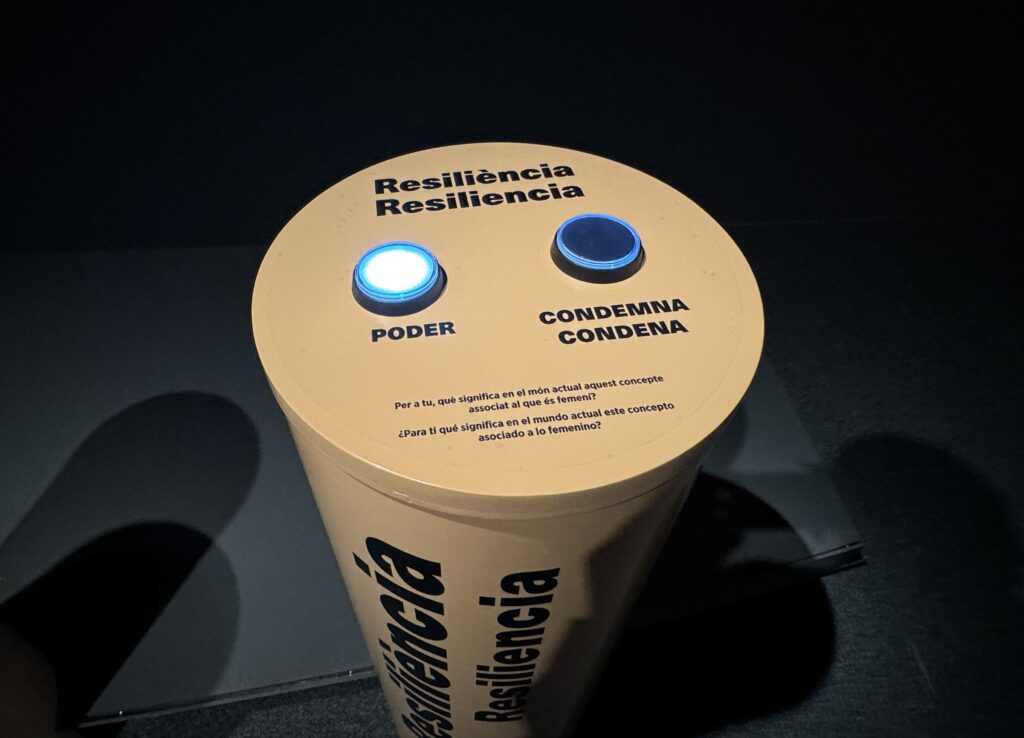 Resiliència
Resiliencia
PODER
CONDEMNA
CONDENA
Per a tu, què significa en el món actual aquest concepte
associat al que és femení?
¿Para ti qué significa en el mundo actual este concepto
asociado a lo femenino?
Resiliència
Resiliencia